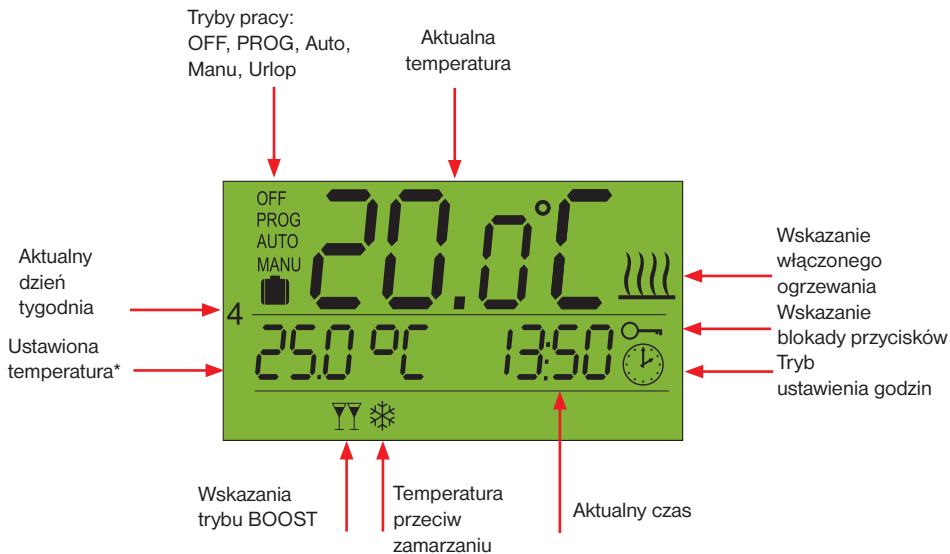 Tryby pracy:
OFF, PROG, Auto,
Manu, Urlop
Aktualna
temperatura
OFF
PROG
AUTO
MANU
20.0°C
4
25.0 °C
13:50
Aktualny
dzień
tygodnia
Ustawiona
temperatura*
Wskazanie
włączonego
ogrzewania
Wskazanie
blokady przycisków
Tryb
ustawienia godzin
Wskazania
trybu BOOST
Temperatura
przeciw
zamarzaniu
Aktualny czas